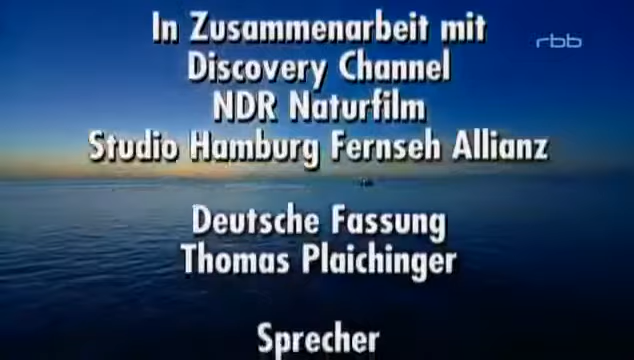 In Zusammenarbeit mit
rbb
Discovery Channel
NDR Naturfilm
Studio Hamburg Fernseh Allianz
Deutsche Fassung
Thomas Plaichinger
Sprecher